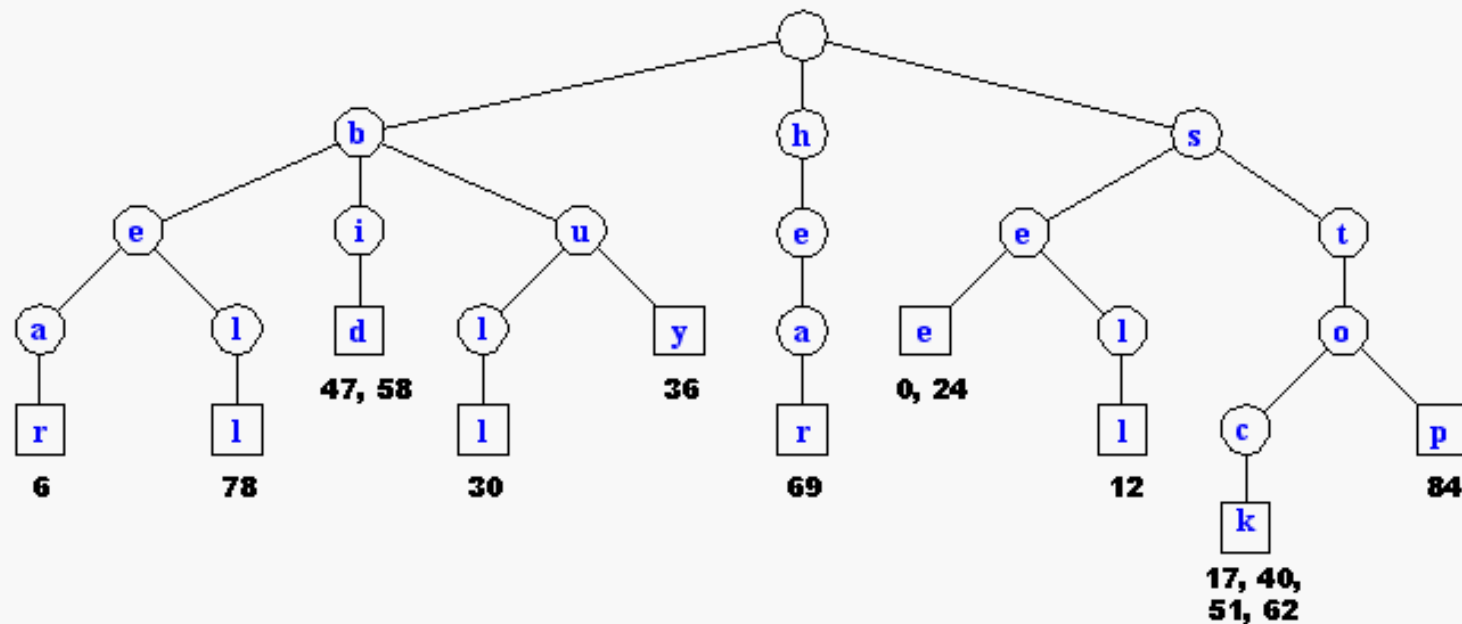 b h s
e i u e e t
a l d l y a e l o
47, 58 36 0, 24
r l l r l c p
6 78 30 69 12 84
k
17, 40,
51, 62